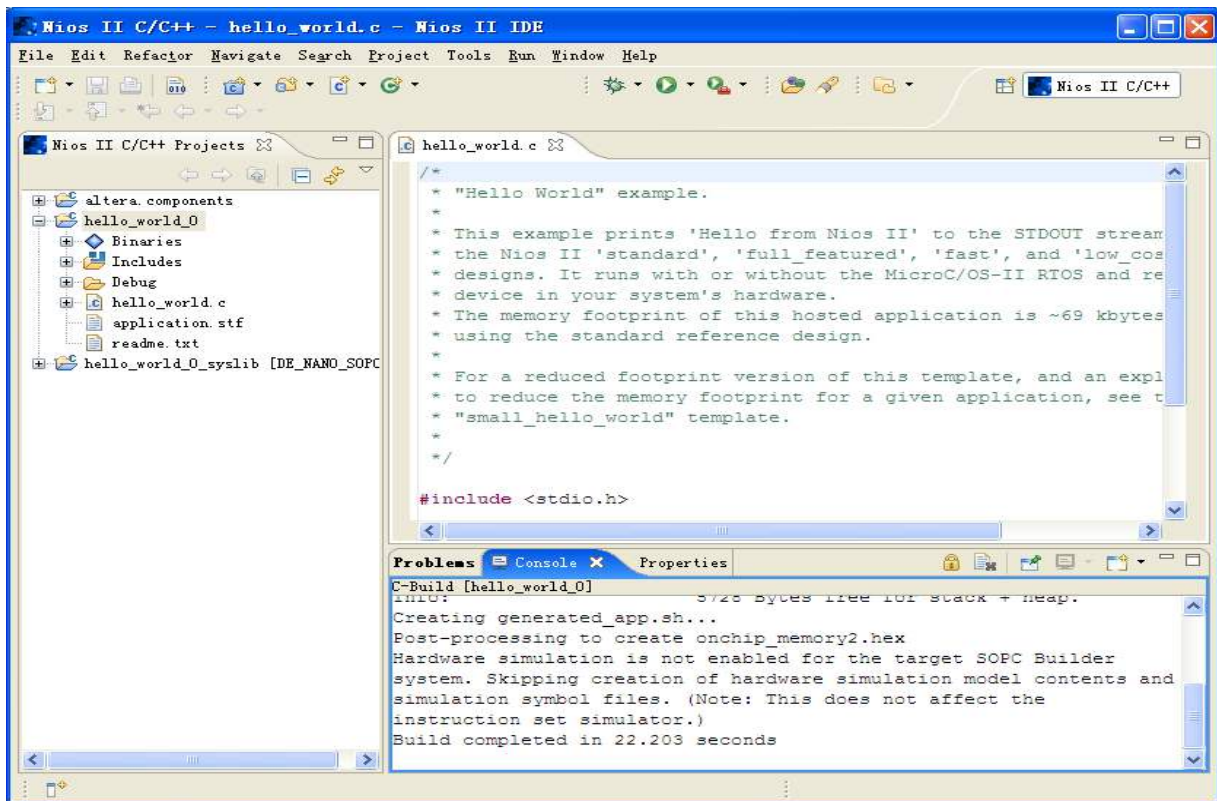 Nios II C/C++ - hello_world.c - Nios II IDE
File Edit Refactor Navigate Search Project Tools Run Window Help
Nios II C/C++
Nios II C/C++ Projects
altera.components
hello_world_0
Binaries
Includes
Debug
hello_world.c
application.stf
readme.txt
hello_world_0_syslib [DE_NANO_SOPC
hello_world.c
/*
* "Hello World" example.
*
* This example prints 'Hello from Nios II' to the STDOUT stream
* the Nios II 'standard', 'full_featured', 'fast', and 'low_cos
* designs. It runs with or without the MicroC/OS-II RTOS and re
* device in your system's hardware.
* The memory footprint of this hosted application is ~69 kbytes
* using the standard reference design.
*
* For a reduced footprint version of this template, and an expl
* to reduce the memory footprint for a given application, see t
* "small_hello_world" template.
*
*/
#include <stdio.h>
Problems Console Properties
C-Build [hello_world_0]
Info: 5728 Bytes free for stack + heap.
Creating generated_app.sh...
Post-processing to create onchip_memory2.hex
Hardware simulation is not enabled for the target SOPC Builder
system. Skipping creation of hardware simulation model contents and
simulation symbol files. (Note: This does not affect the
instruction set simulator.)
Build completed in 22.203 seconds